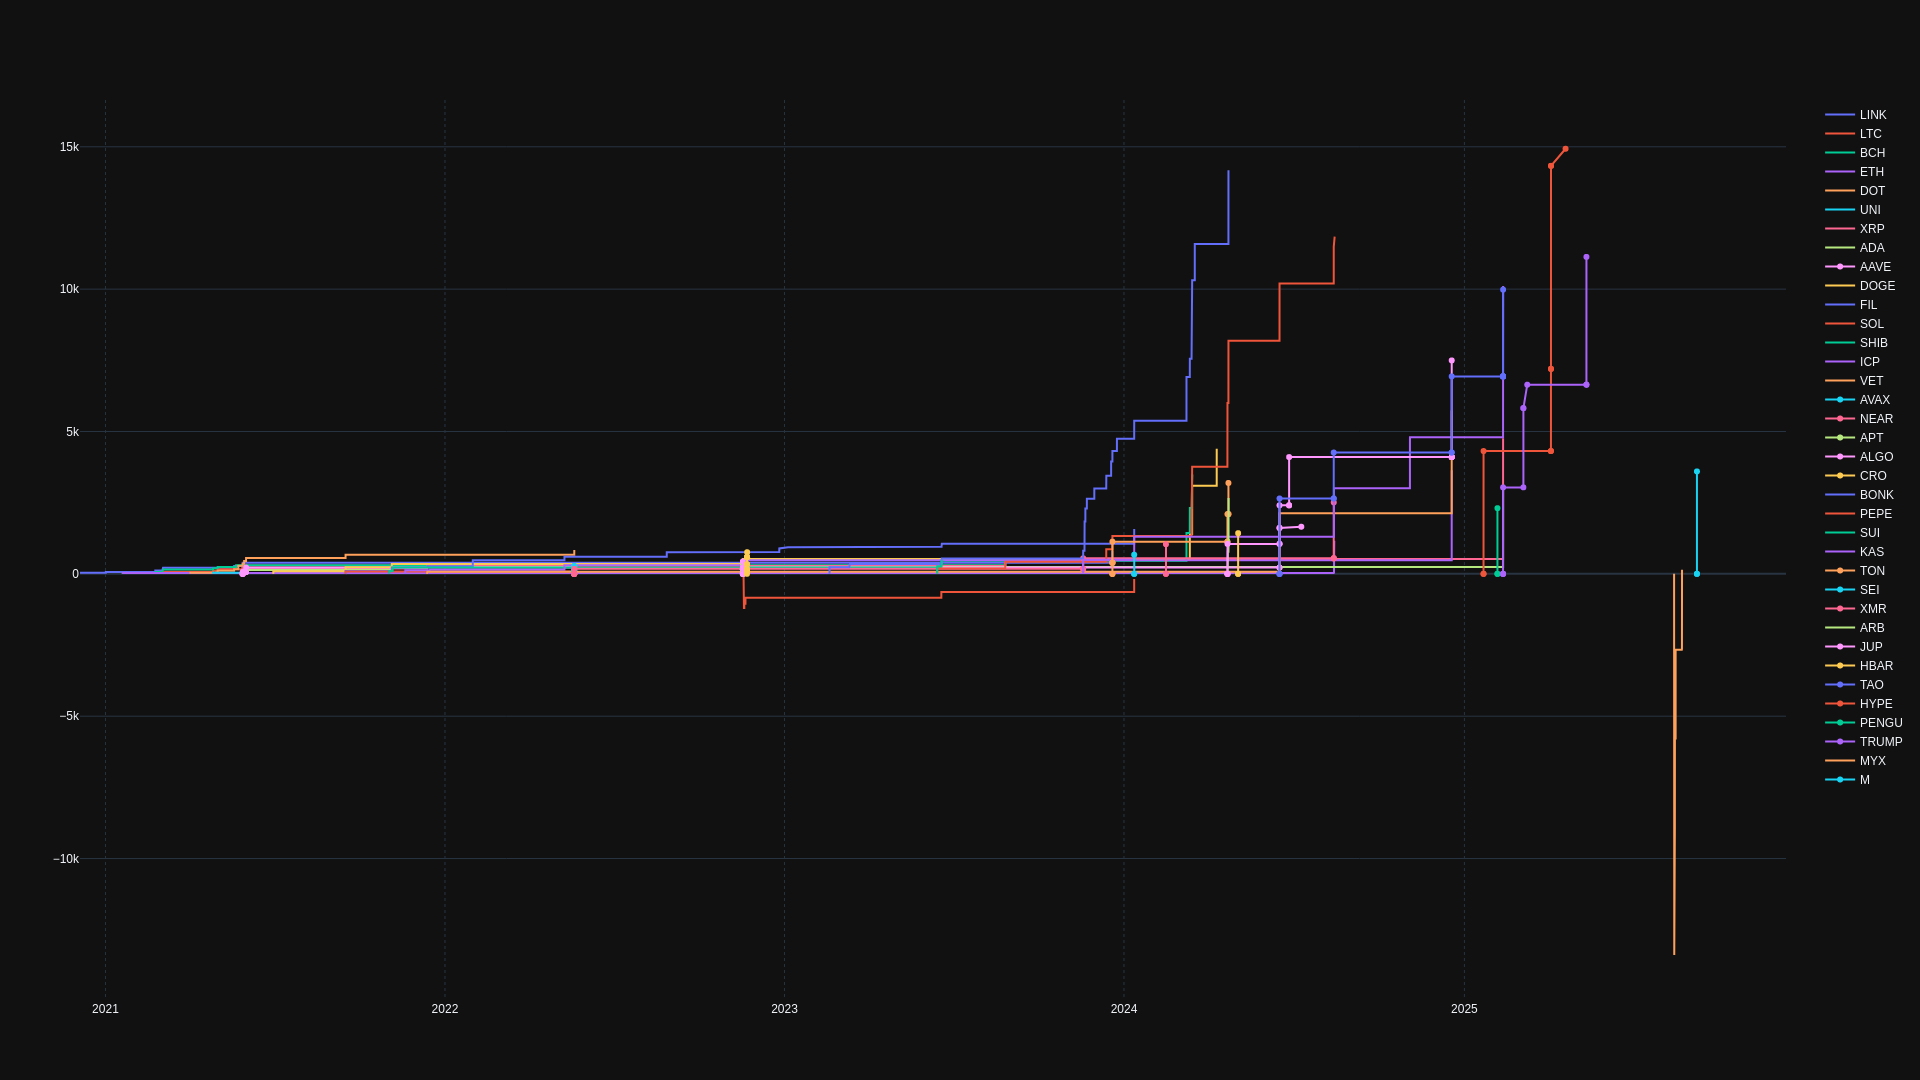 15k
10k
5k
0
−5k
−10k
2021
2022
2023
2024
2025
LINK
LTC
BCH
ETH
DOT
UNI
XRP
ADA
AAVE
DOGE
FIL
SOL
SHIB
ICP
VET
AVAX
NEAR
APT
ALGO
CRO
BONK
PEPE
SUI
KAS
TON
SEI
XMR
ARB
JUP
HBAR
TAO
HYPE
PENGU
TRUMP
MYX
M